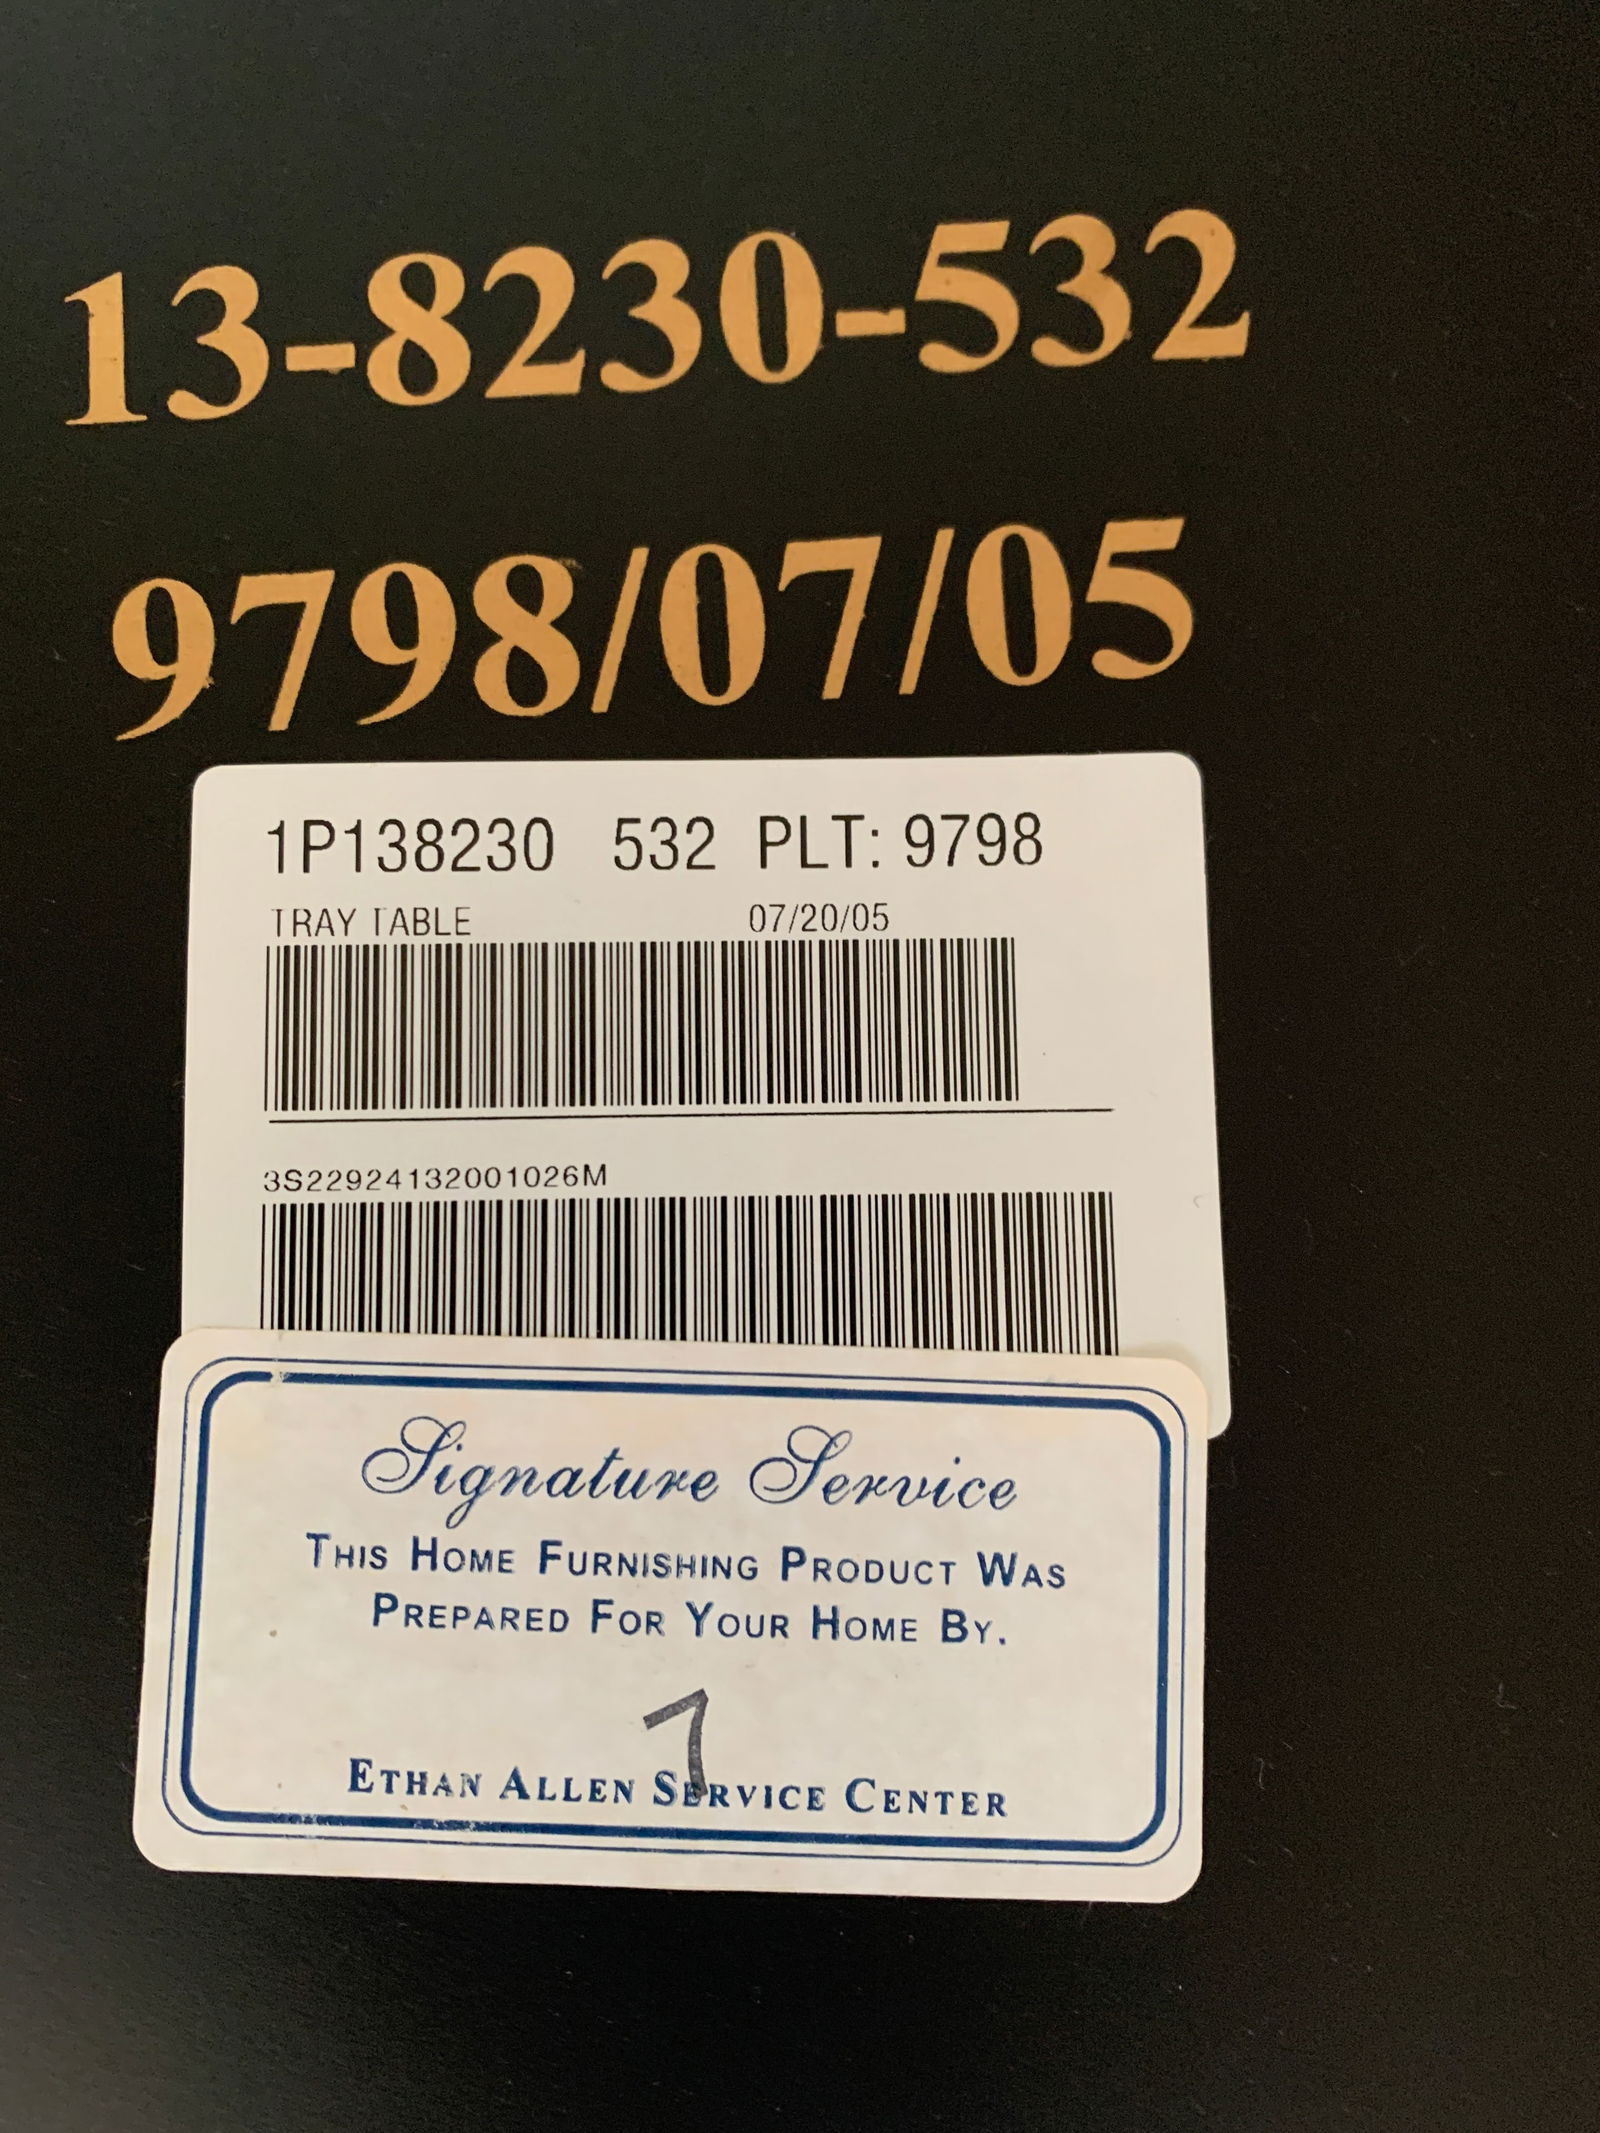 13-8230-532
9798/07/05
1P138230 532 PLT: 9798
TRAY TABLE 07/20/05
3S22924132001026M
Signature Service
THIS HOME FURNISHING PRODUCT WAS
PREPARED FOR YOUR HOME BY.
7
ETHAN ALLEN SERVICE CENTER